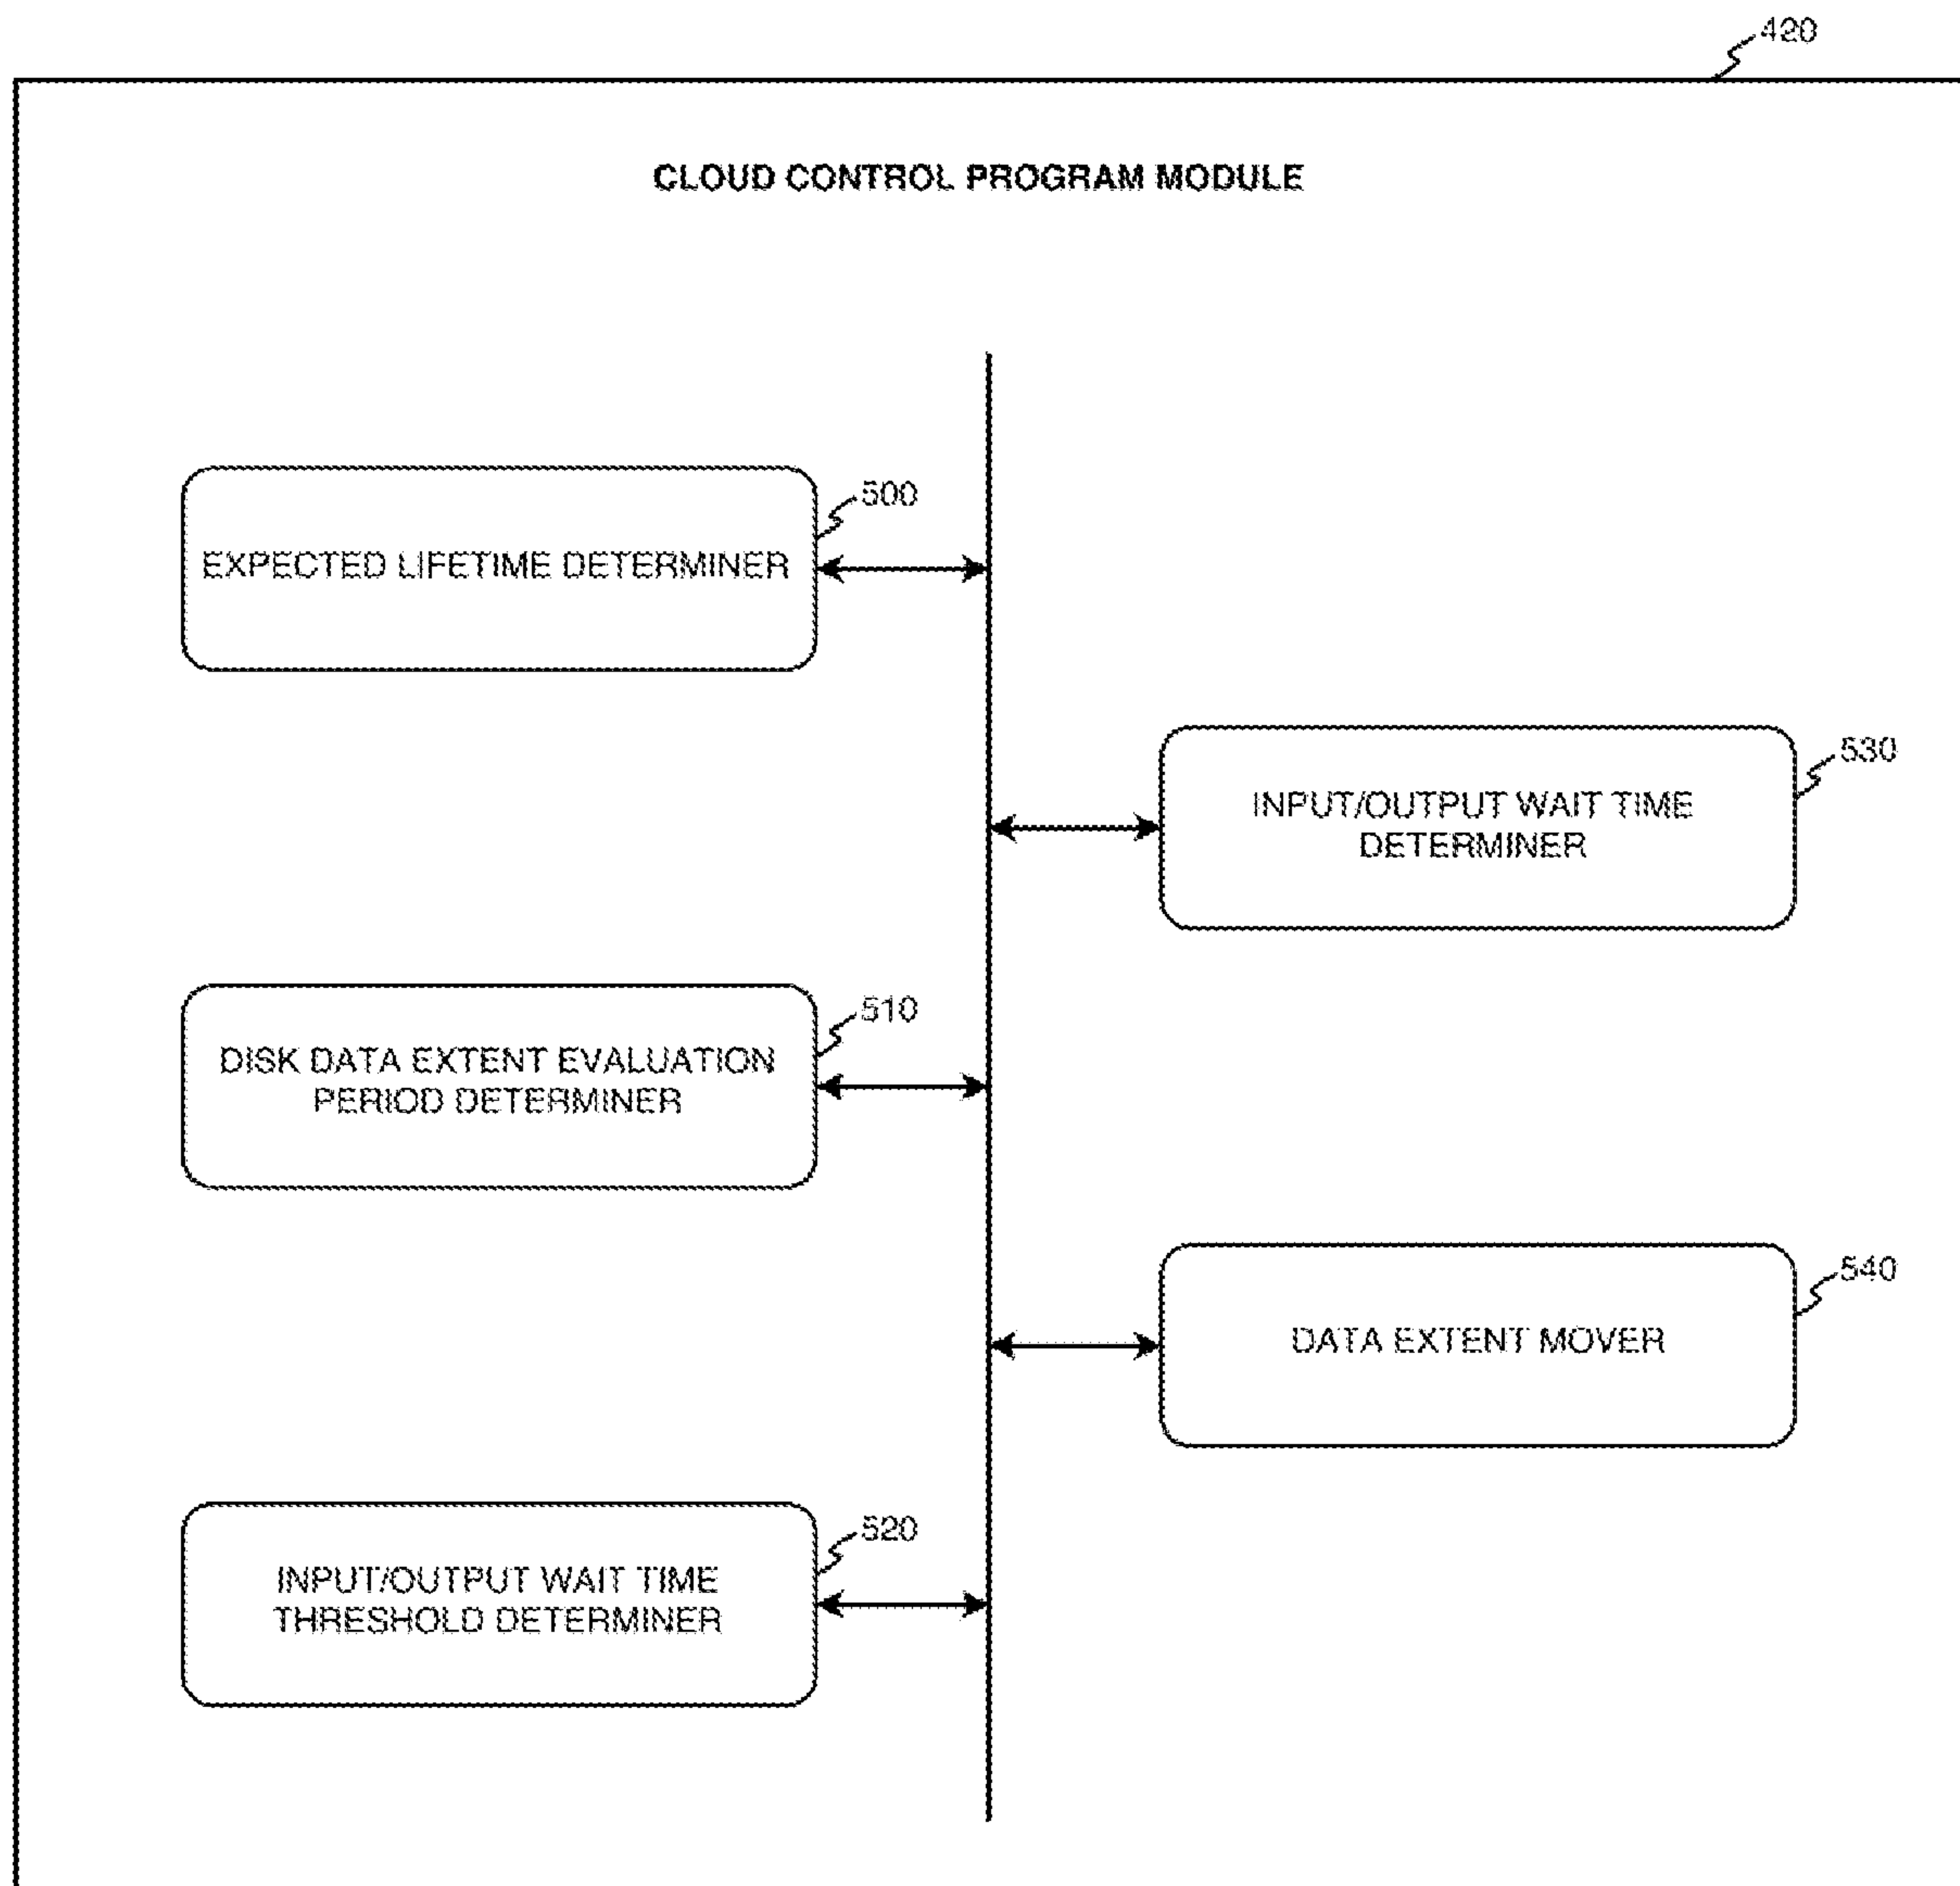 420
CLOUD CONTROL PROGRAM MODULE
500
EXPECTED LIFETIME DETERMINER
530
INPUT/OUTPUT WAIT TIME
DETERMINER
510
DISK DATA EXTENT EVALUATION
PERIOD DETERMINER
540
DATA EXTENT MOVER
520
INPUT/OUTPUT WAIT TIME
THRESHOLD DETERMINER